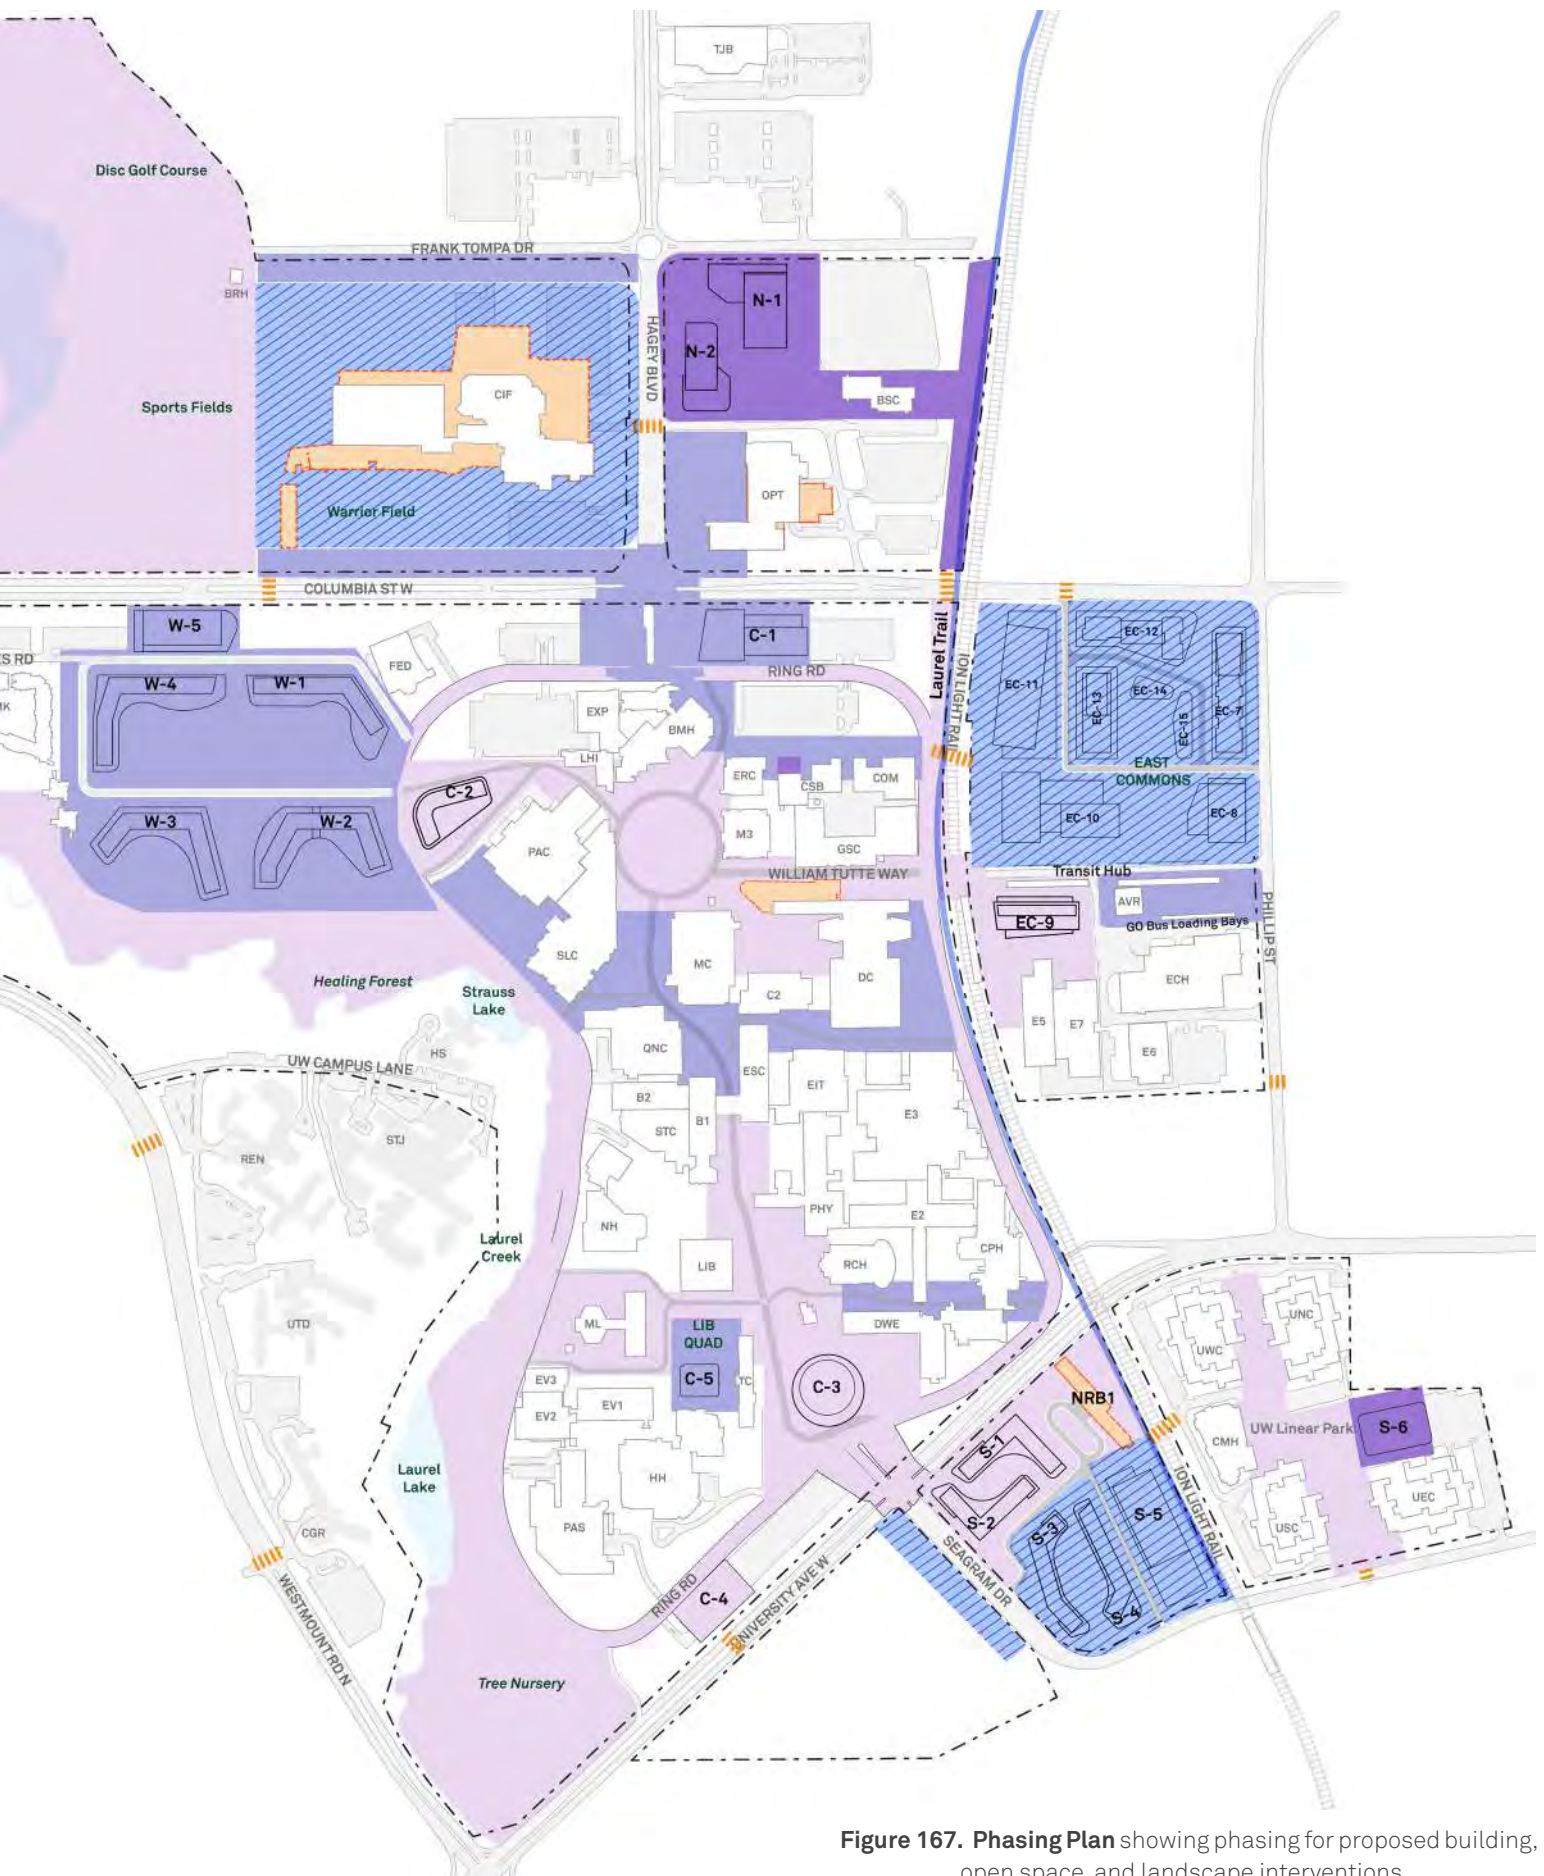 TJB
Disc Golf Course
FRANK TOMPA DR
BRH
N-1
HAGEY BLVD
N-2
CIF
BSC
Sports Fields
OPT
Warrior Field
COLUMBIA ST W
W-5
C-1
EC-12
Laurel Trail
ION LIGHT RAIL
S RD
FED
RING RD
W-4
W-1
EC-11
EC-14
EC-13
EXP
BMH
EC-7
EC-15
LHI
EAST
COMMONS
ERC
CSB
COM
C-2
W-3
W-2
EC-10
EC-8
M3
PAC
GSC
WILLIAM TUTTE WAY
Transit Hub
AVR
EC-9
GO Bus Loading Bays
PHILLIP ST
SLC
MC
DC
ECH
Healing Forest
Strauss
Lake
C2
E5
E7
HS
QNC
E6
UW CAMPUS LANE
ESC
EIT
B2
E3
B1
STC
STJ
REN
PHY
E2
NH
Laurel
Creek
CPH
LIB
RCH
UTD
ML
LIB
QUAD
DWE
UNC
UWC
EV3
C-5
TC
C-3
NRB1
EV1
EV2
UW Linear Park
S-6
CMH
S-1
Laurel
Lake
HH
UEC
S-5
PAS
S-2
S-3
USC
CGR
SEAGRAM DR
ION LIGHT RAIL
RING RD
C-4
S-4
UNIVERSITY AVE W
WESTMOUNT RD N
Tree Nursery
Figure 167. Phasing Plan showing phasing for proposed building,
open space, and landscape interventions